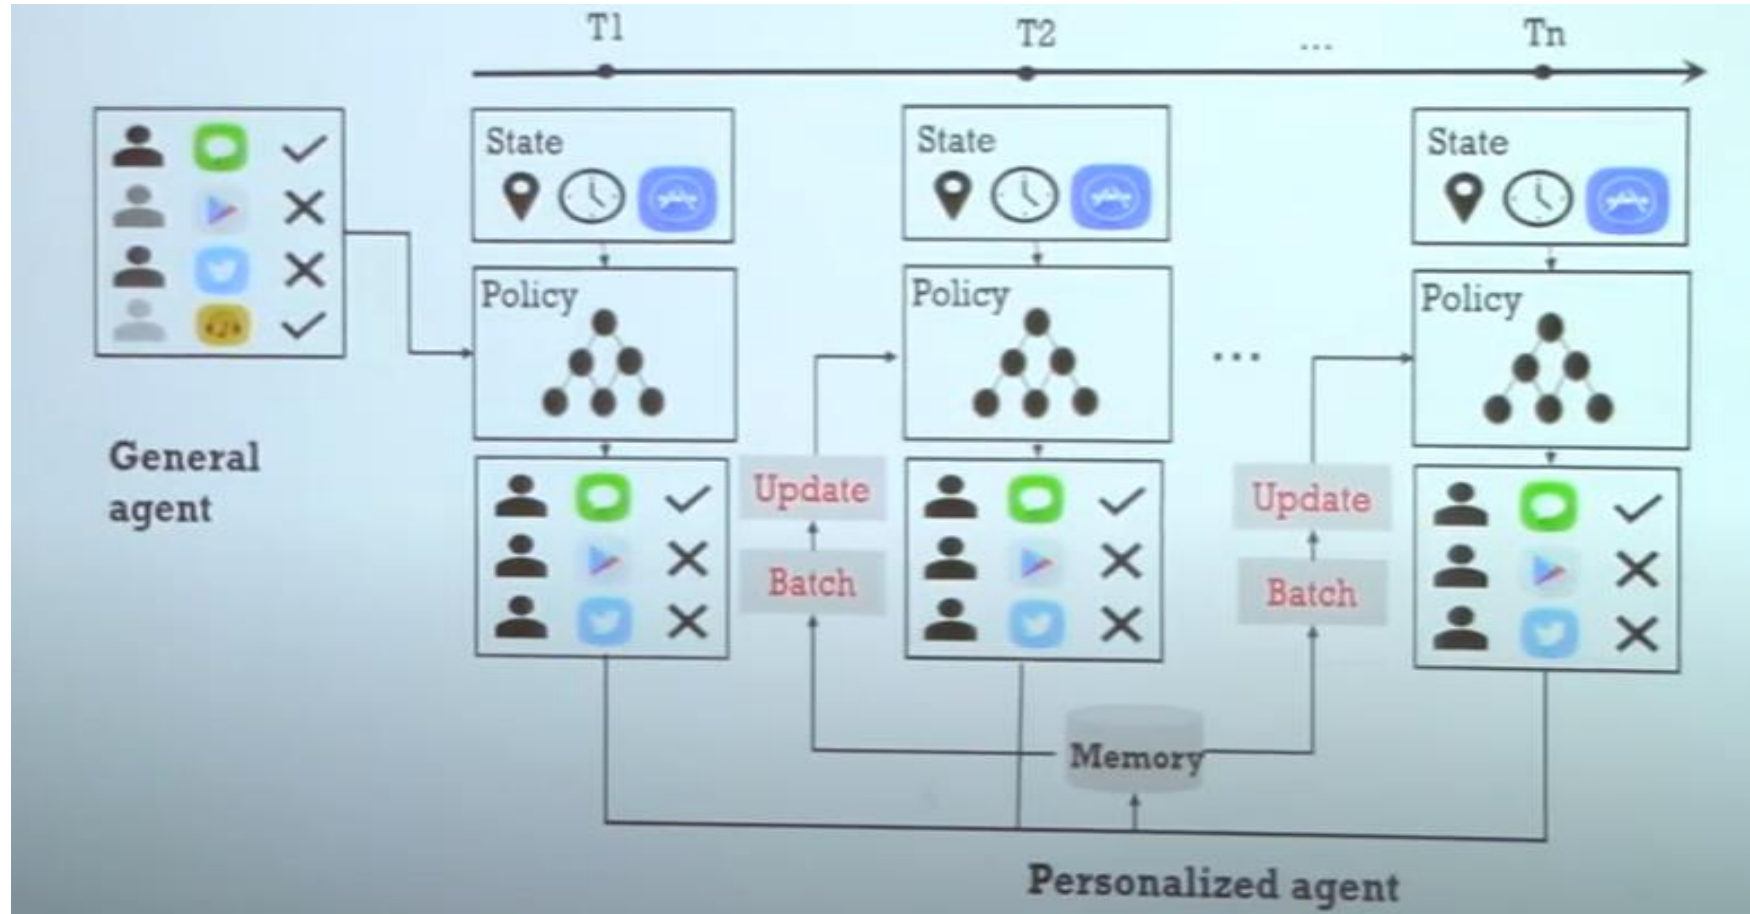 T1
T2
...
Tn
State
State
State
Policy
Policy
...
Policy
General
agent
Update
Update
Batch
Batch
Memory
Personalized agent